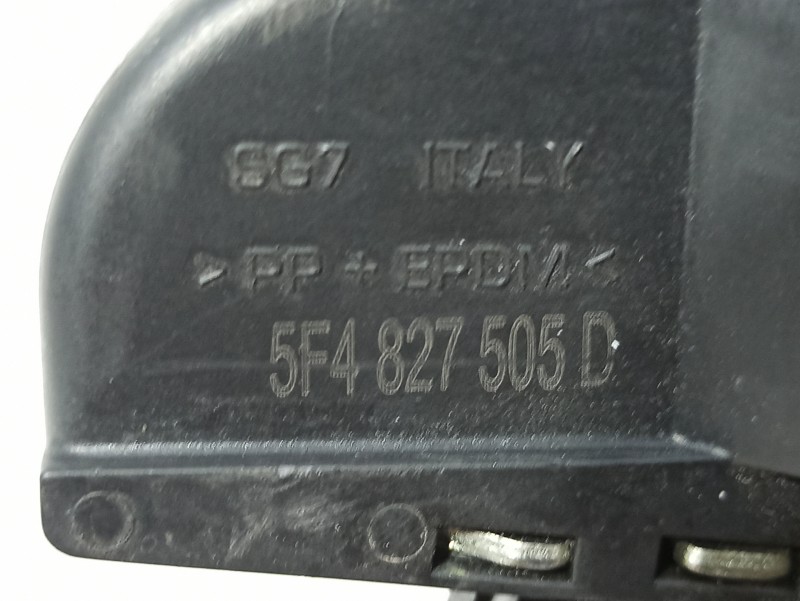 SG7 ITALY
>PP + EPDM<
5F4 827 505 D